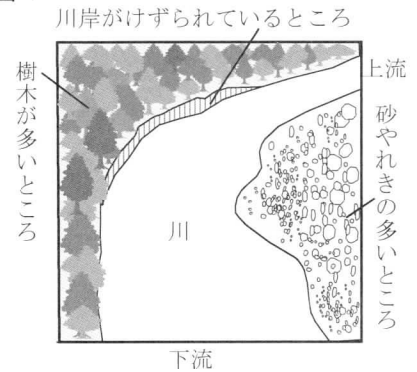 川岸がけずられているところ
上流
樹木が多いところ
砂やれきの多いところ
川
下流